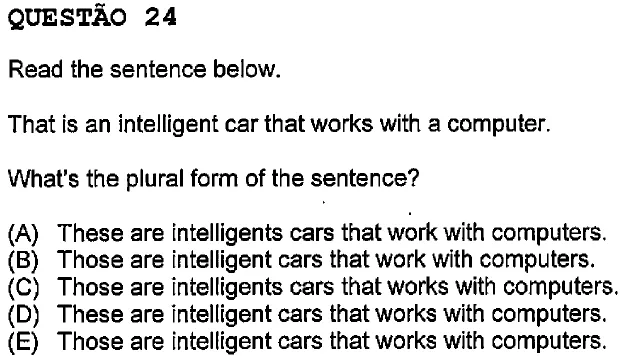 QUESTÃO 24
Read the sentence below.
That is an intelligent car that works with a computer.
What's the plural form of the sentence?
(A) These are intelligents cars that work with computers.
(B) Those are intelligent cars that work with computers.
(C) Those are intelligents cars that works with computers.
(D) These are intelligent cars that works with computers.
(E) Those are intelligent cars that works with computers.